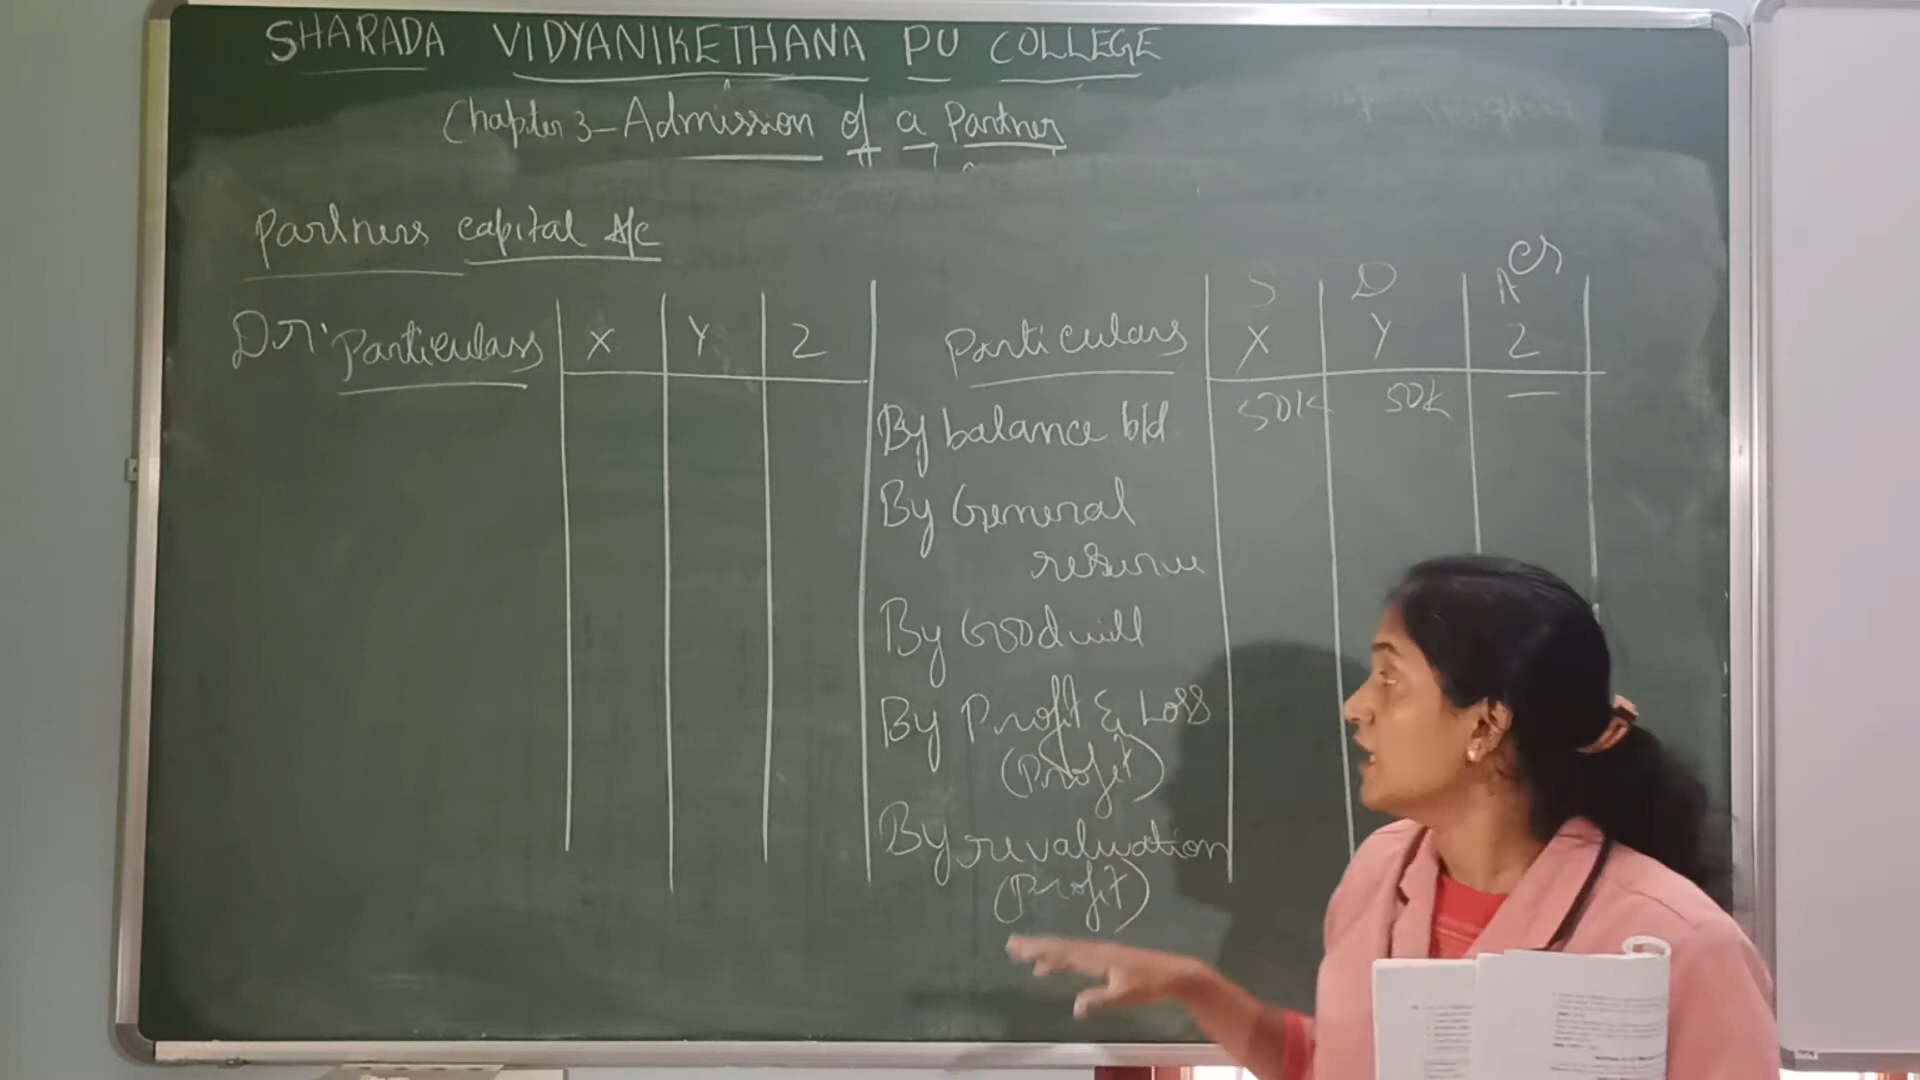 SHARADA VIDYANIKETHANA PU COLLEGE
Chapter 3 - Admission of a Partner
Partners capital A/c
Cr
S D A
Dr. Particulars X Y Z Particulars X Y Z
By balance b/d 50K 50K —
By General
reserve
By Goodwill
By Profit & Loss
(Profit)
By revaluation
(Profit)